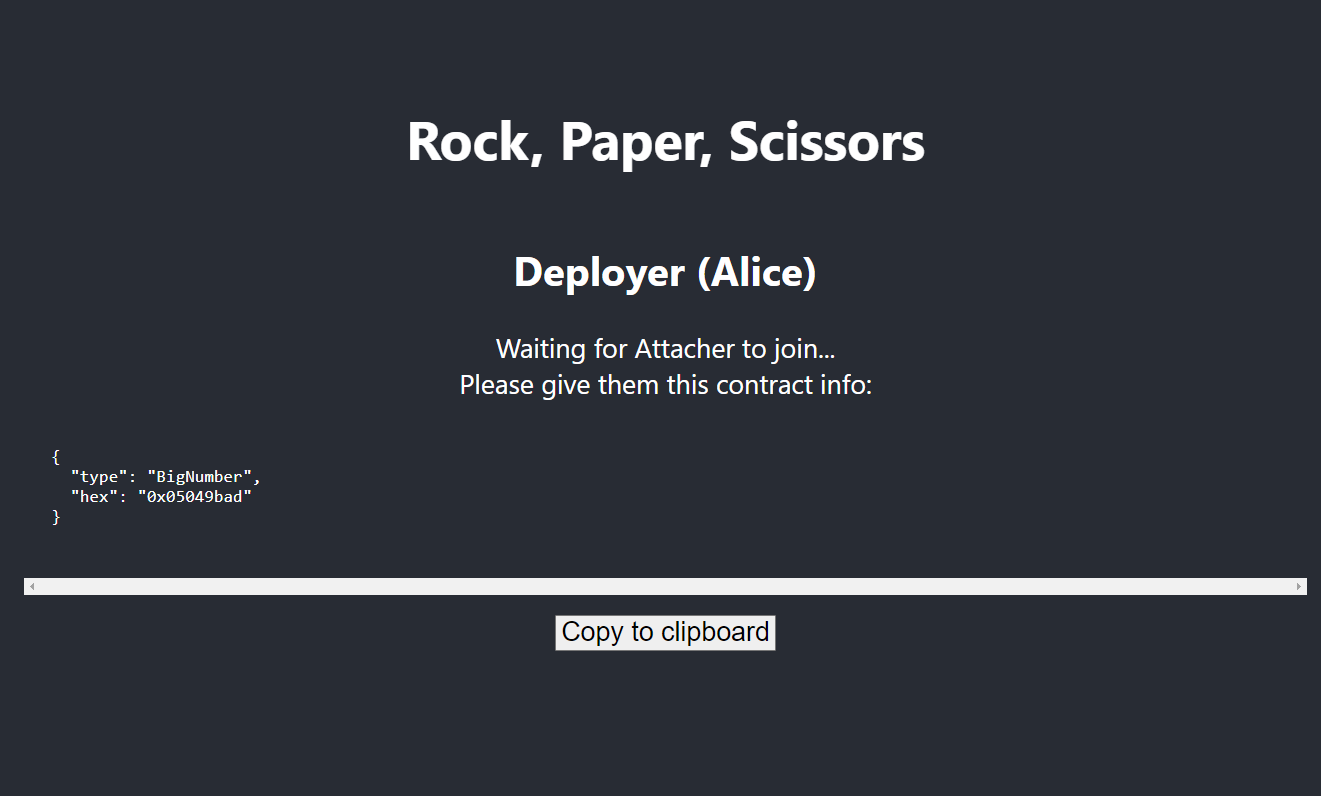 Rock, Paper, Scissors
Deployer (Alice)
Waiting for Attacher to join...
Please give them this contract info:
{
  "type": "BigNumber",
  "hex": "0x05049bad"
}
Copy to clipboard